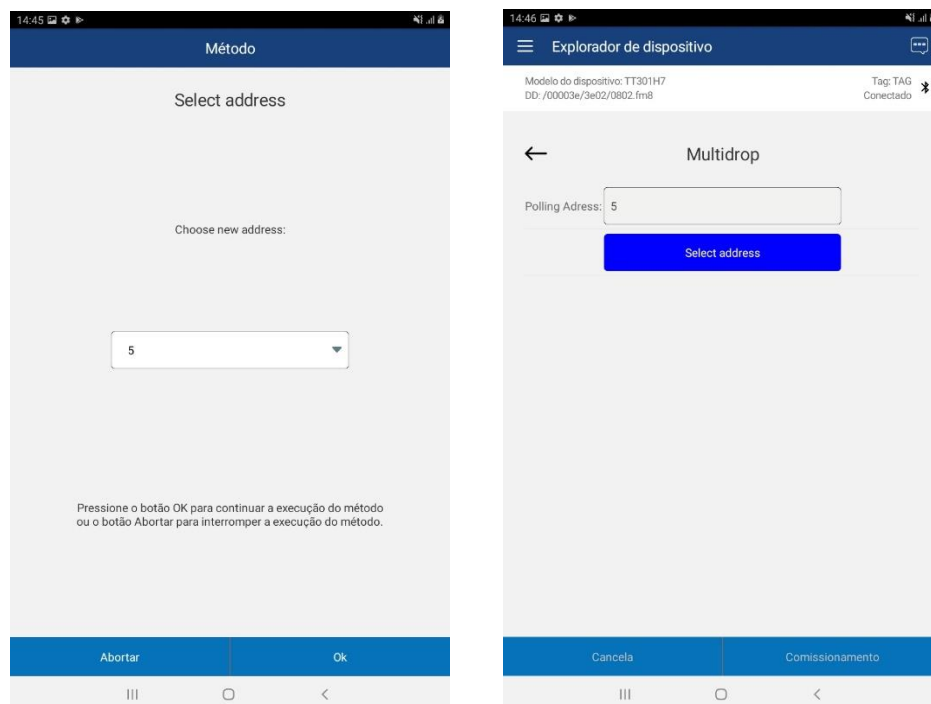 14:45
Método
Select address
Choose new address:
5
Pressione o botão OK para continuar a execução do método
ou o botão Abortar para interromper a execução do método.
Abortar
Ok
14:46
Explorador de dispositivo
Modelo do dispositivo: TT301H7
DD: /00003e/3e02/0802.fm8
Tag: TAG
Conectado
Multidrop
Polling Adress: 5
Select address
Cancela
Comissionamento